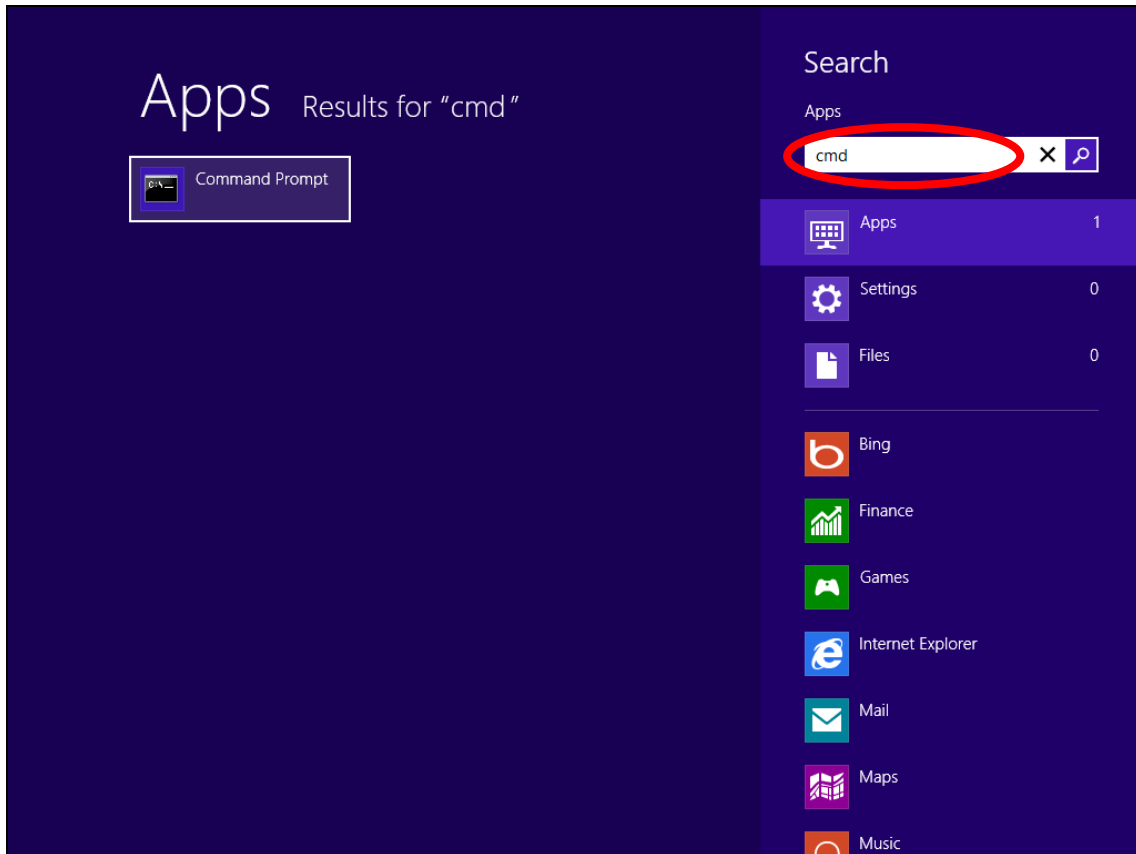 Apps Results for “cmd”
C:\_
Command Prompt
Search
Apps
cmd
Apps 1
Settings 0
Files 0
Bing
Finance
Games
Internet Explorer
Mail
Maps
Music